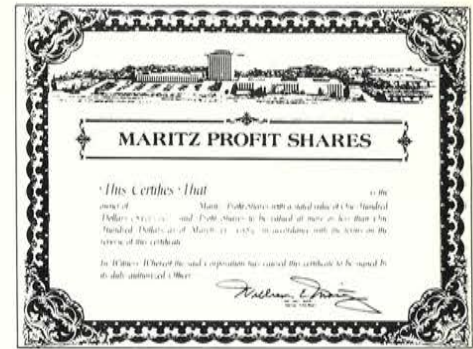 MARITZ PROFIT SHARES
This Certifies That is the
owner of Maritz Profit Shares with a stated value of One Hundred
Dollars and Profit Shares to be valued at more or less than One
Hundred Dollars as of March in accordance with the terms on the
reverse of this certificate.
In Witness Whereof the said Corporation has caused this certificate to be signed by
its duly authorized Officer